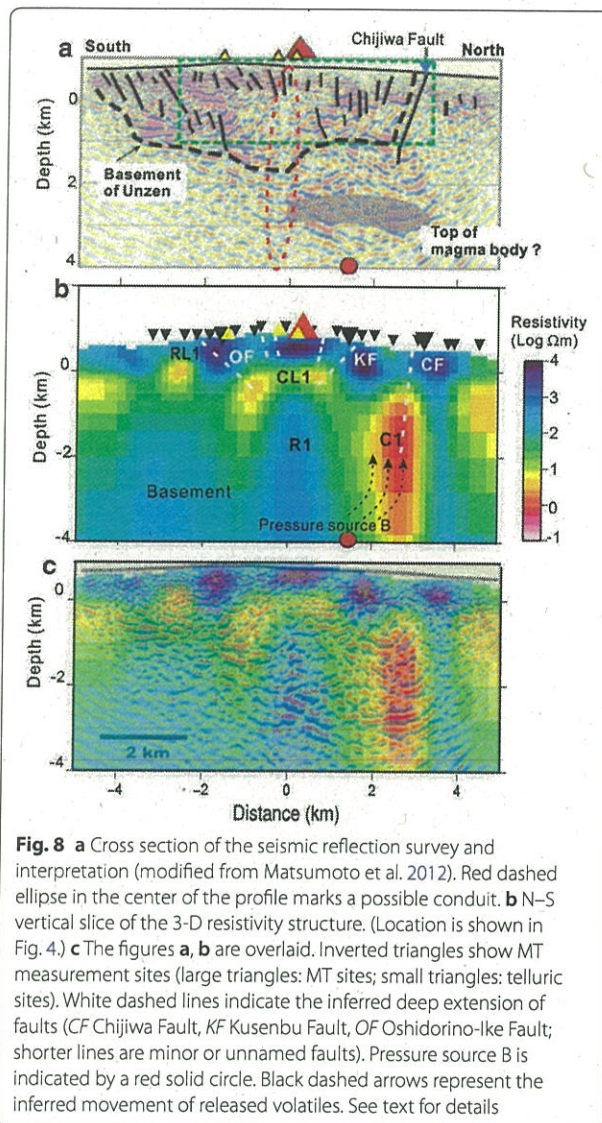 a South Chijiwa Fault North
Depth (km)
0
2
4
Basement
of Unzen
Top of
magma body ?
b
Resistivity
(Log Ωm)
RL1 OF KF CF
CL1
C1
R1
Basement
Pressure source B
Depth (km)
0
-2
-4
4
3
2
1
0
-1
c
Depth (km)
0
-2
-4
2 km
-4 -2 0 2 4
Distance (km)
Fig. 8 a Cross section of the seismic reflection survey and
interpretation (modified from Matsumoto et al. 2012). Red dashed
ellipse in the center of the profile marks a possible conduit. b N–S
vertical slice of the 3-D resistivity structure. (Location is shown in
Fig. 4.) c The figures a, b are overlaid. Inverted triangles show MT
measurement sites (large triangles: MT sites; small triangles: telluric
sites). White dashed lines indicate the inferred deep extension of
faults (CF Chijiwa Fault, KF Kusenbu Fault, OF Oshidorino-Ike Fault;
shorter lines are minor or unnamed faults). Pressure source B is
indicated by a red solid circle. Black dashed arrows represent the
inferred movement of released volatiles. See text for details